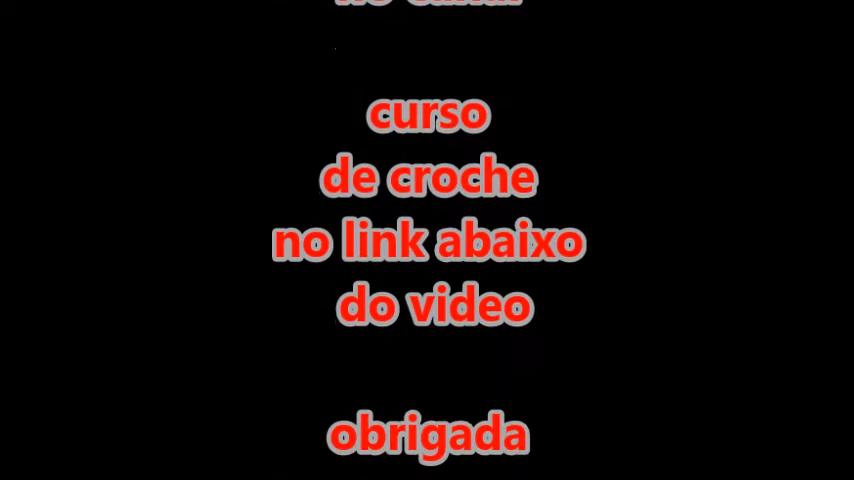 curso
de croche
no link abaixo
do video
obrigada